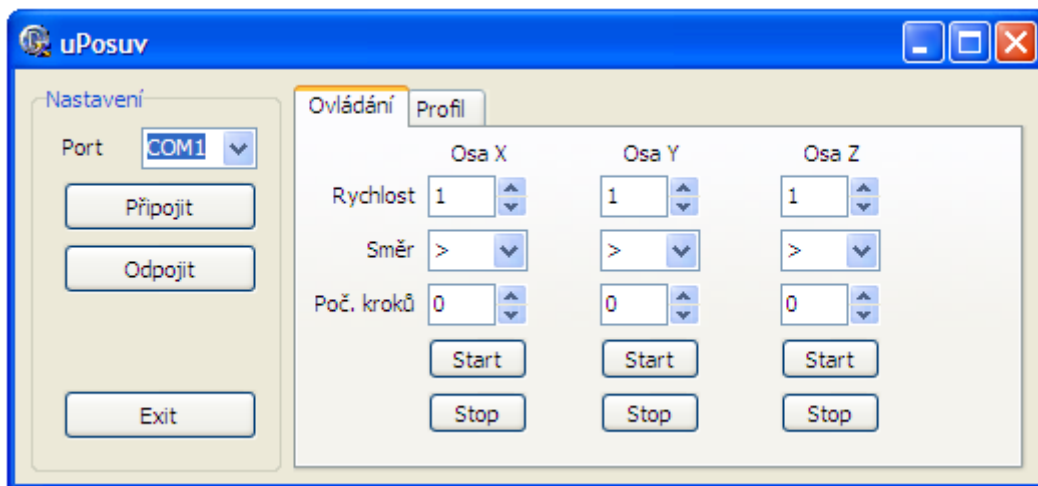 uPosuv
Nastavení
Port COM1
Připojit
Odpojit
Exit
Ovládání Profil
Osa X Osa Y Osa Z
Rychlost 1 1 1
Směr > > >
Poč. kroků 0 0 0
Start Start Start
Stop Stop Stop